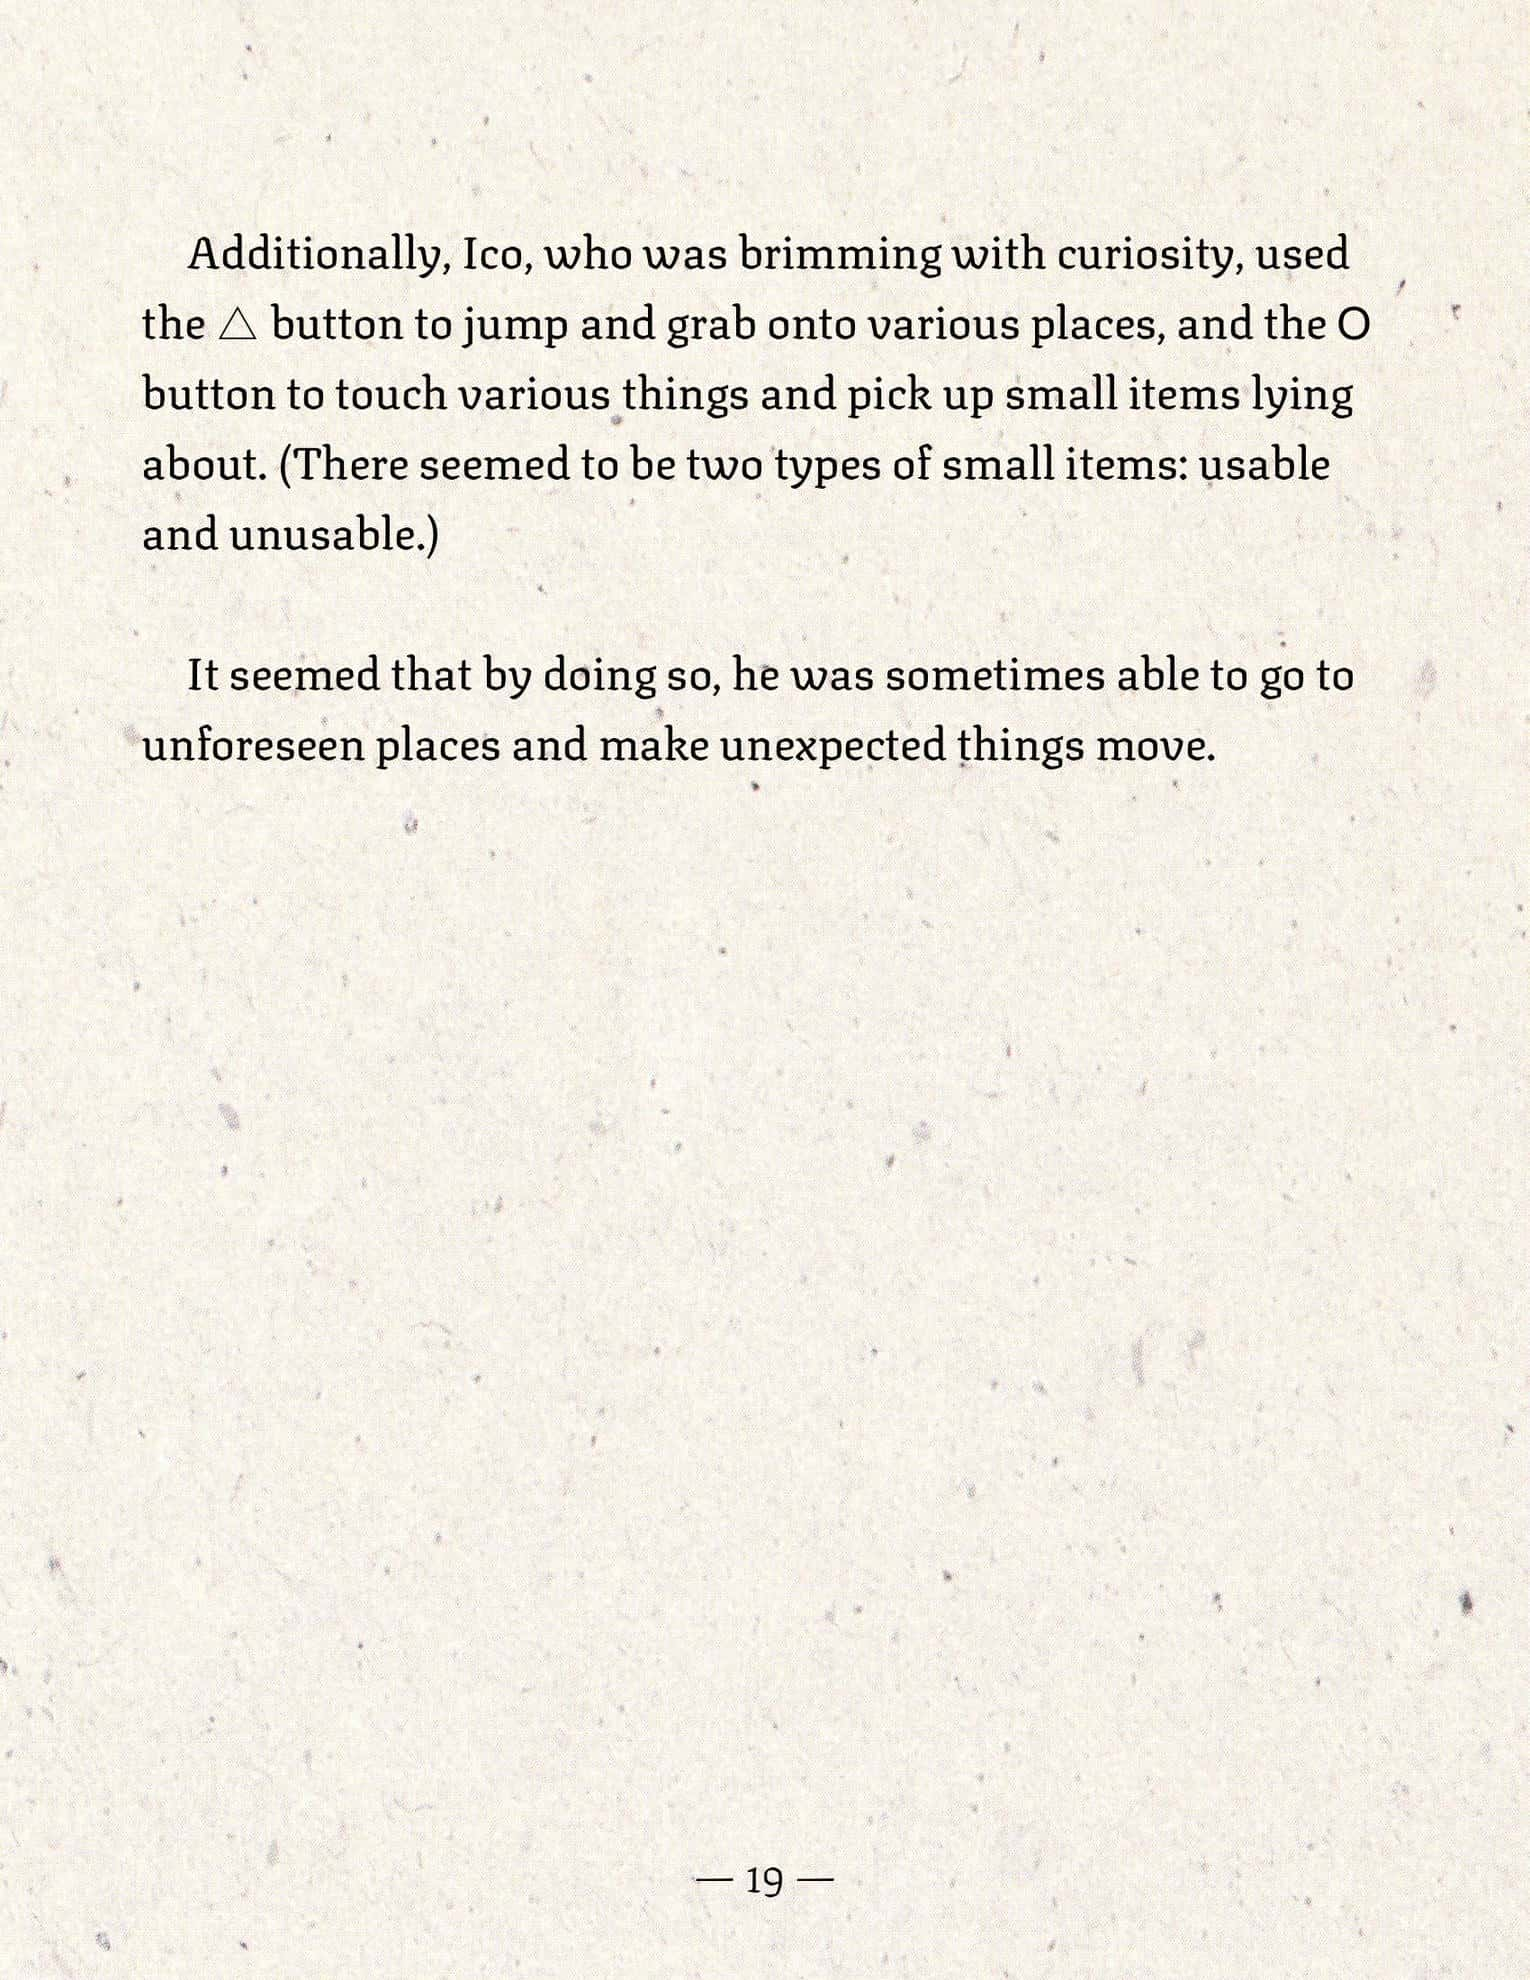 Additionally, Ico, who was brimming with curiosity, used
the △ button to jump and grab onto various places, and the O
button to touch various things and pick up small items lying
about. (There seemed to be two types of small items: usable
and unusable.)
It seemed that by doing so, he was sometimes able to go to
unforeseen places and make unexpected things move.
— 19 —